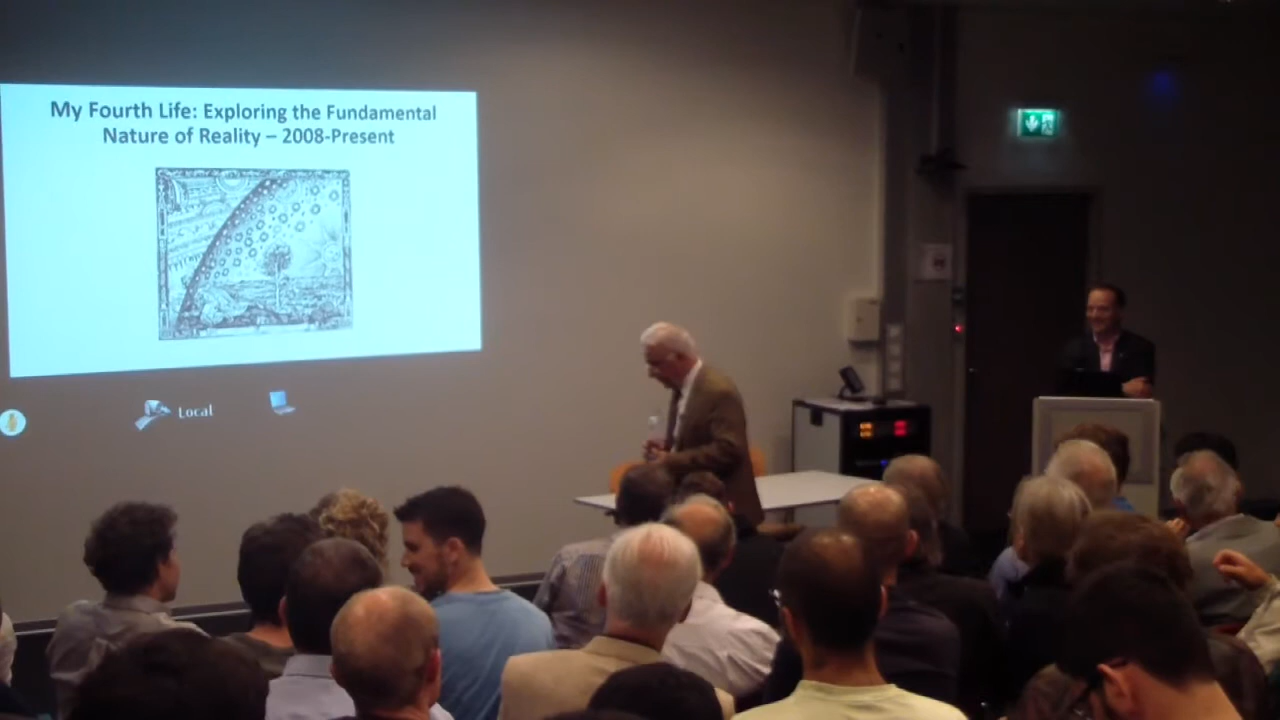 My Fourth Life: Exploring the Fundamental
Nature of Reality – 2008-Present
Local